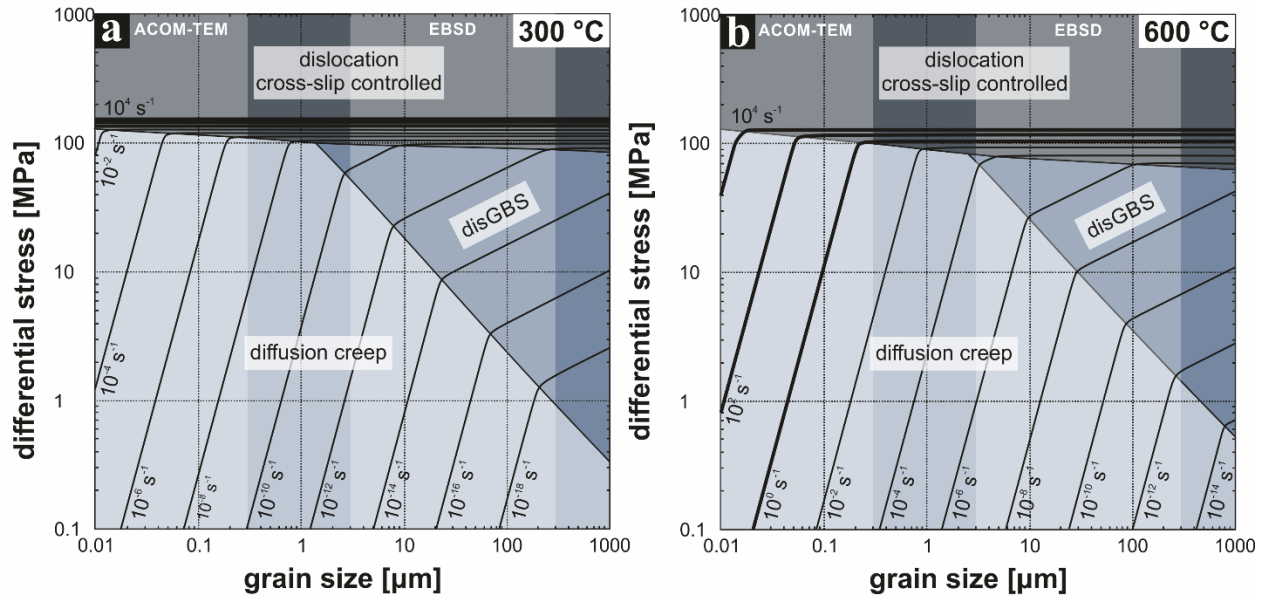 a
ACOM-TEM
EBSD
300 °C
dislocation
cross-slip controlled
10⁴ s⁻¹
10⁻² s⁻¹
10⁻⁴ s⁻¹
10⁻⁶ s⁻¹
10⁻⁸ s⁻¹
10⁻¹⁰ s⁻¹
10⁻¹² s⁻¹
10⁻¹⁴ s⁻¹
10⁻¹⁶ s⁻¹
10⁻¹⁸ s⁻¹
disGBS
diffusion creep
differential stress [MPa]
1000
100
10
1
0.1
0.01
0.1
1
10
100
1000
grain size [µm]
b
ACOM-TEM
EBSD
600 °C
dislocation
cross-slip controlled
10⁴ s⁻¹
10² s⁻¹
10⁰ s⁻¹
10⁻² s⁻¹
10⁻⁴ s⁻¹
10⁻⁶ s⁻¹
10⁻⁸ s⁻¹
10⁻¹⁰ s⁻¹
10⁻¹² s⁻¹
10⁻¹⁴ s⁻¹
disGBS
diffusion creep
differential stress [MPa]
1000
100
10
1
0.1
0.01
0.1
1
10
100
1000
grain size [µm]